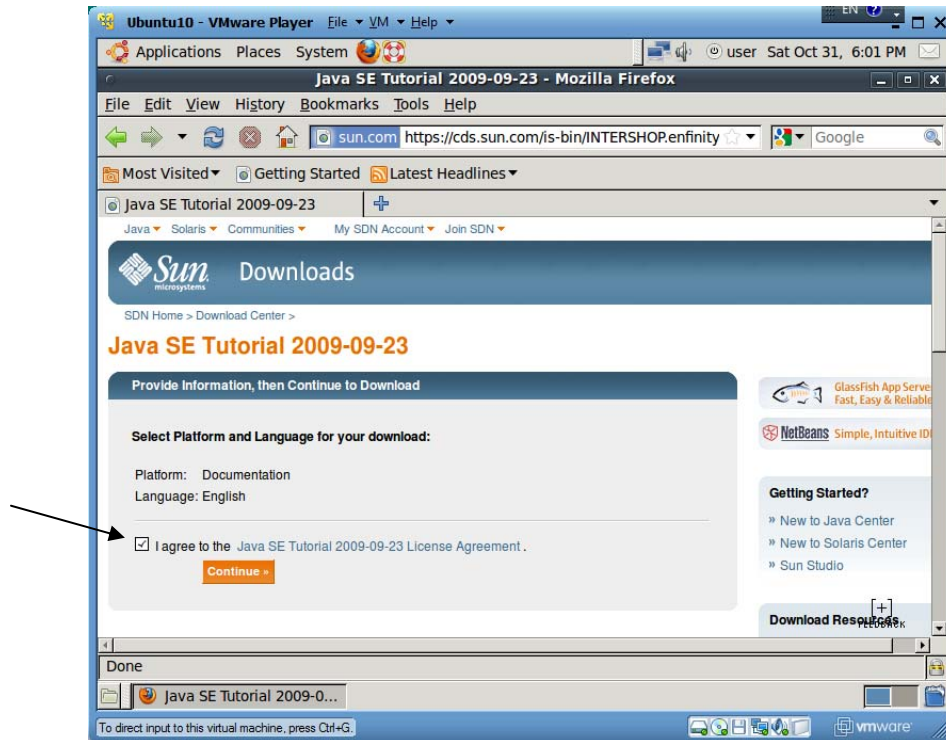 Ubuntu10 - VMware Player File VM Help
EN
Applications Places System user Sat Oct 31, 6:01 PM
Java SE Tutorial 2009-09-23 - Mozilla Firefox
File Edit View History Bookmarks Tools Help
sun.com https://cds.sun.com/is-bin/INTERSHOP.enfinity Google
Most Visited Getting Started Latest Headlines
Java SE Tutorial 2009-09-23
Java Solaris Communities My SDN Account Join SDN
Sun microsystems Downloads
SDN Home > Download Center >
Java SE Tutorial 2009-09-23
Provide Information, then Continue to Download
Select Platform and Language for your download:
Platform: Documentation
Language: English
I agree to the Java SE Tutorial 2009-09-23 License Agreement .
Continue »
GlassFish App Serve
Fast, Easy & Reliable
NetBeans Simple, Intuitive ID
Getting Started?
» New to Java Center
» New to Solaris Center
» Sun Studio
Download Resources
[+]
FEEDBACK
Done
Java SE Tutorial 2009-0...
To direct input to this virtual machine, press Ctrl+G.
vmware